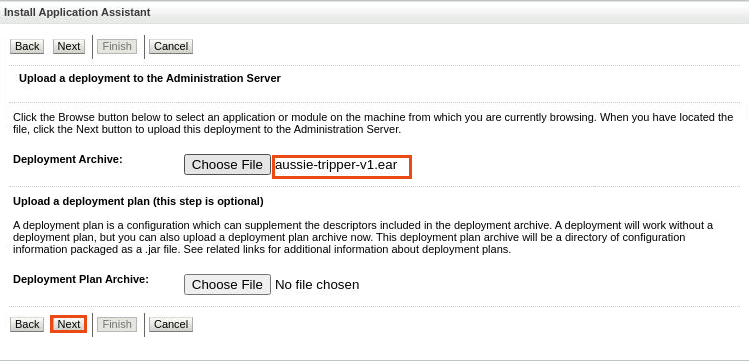 Install Application Assistant
Back Next Finish Cancel
Upload a deployment to the Administration Server
Click the Browse button below to select an application or module on the machine from which you are currently browsing. When you have located the
file, click the Next button to upload this deployment to the Administration Server.
Deployment Archive: Choose File aussie-tripper-v1.ear
Upload a deployment plan (this step is optional)
A deployment plan is a configuration which can supplement the descriptors included in the deployment archive. A deployment will work without a
deployment plan, but you can also upload a deployment plan archive now. This deployment plan archive will be a directory of configuration
information packaged as a .jar file. See related links for additional information about deployment plans.
Deployment Plan Archive: Choose File No file chosen
Back Next Finish Cancel